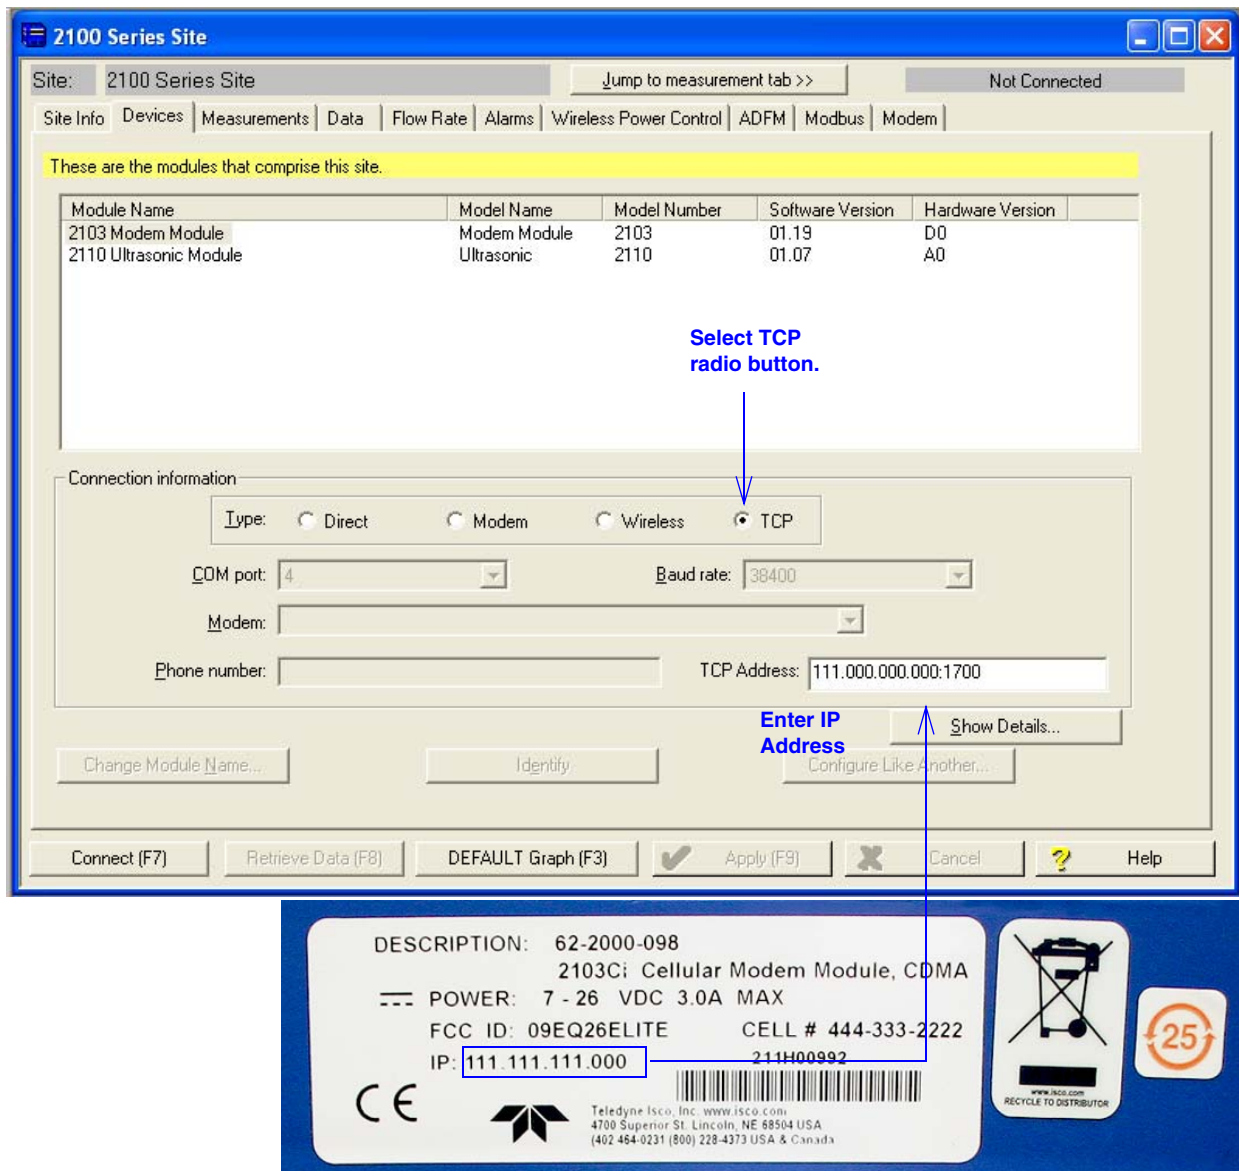 2100 Series Site
Site: 2100 Series Site Jump to measurement tab >> Not Connected
Site Info Devices Measurements Data Flow Rate Alarms Wireless Power Control ADFM Modbus Modem
These are the modules that comprise this site.
Module Name Model Name Model Number Software Version Hardware Version
2103 Modem Module Modem Module 2103 01.19 D0
2110 Ultrasonic Module Ultrasonic 2110 01.07 A0
Select TCP
radio button.
Connection information
Type: Direct Modem Wireless TCP
COM port: 4 Baud rate: 38400
Modem:
Phone number: TCP Address: 111.000.000.000:1700
Enter IP
Address
Show Details...
Change Module Name... Identify Configure Like Another...
Connect (F7) Retrieve Data (F8) DEFAULT Graph (F3) Apply (F9) Cancel Help
DESCRIPTION: 62-2000-098
2103Ci Cellular Modem Module, CDMA
POWER: 7 - 26 VDC 3.0A MAX
FCC ID: 09EQ26ELITE CELL # 444-333-2222
IP: 111.111.111.000 211H00992
CE
Teledyne Isco, Inc. www.isco.com
4700 Superior St. Lincoln, NE 68504 USA
(402 464-0231 (800) 228-4373 USA & Canada
www.isco.com
RECYCLE TO DISTRIBUTOR
25